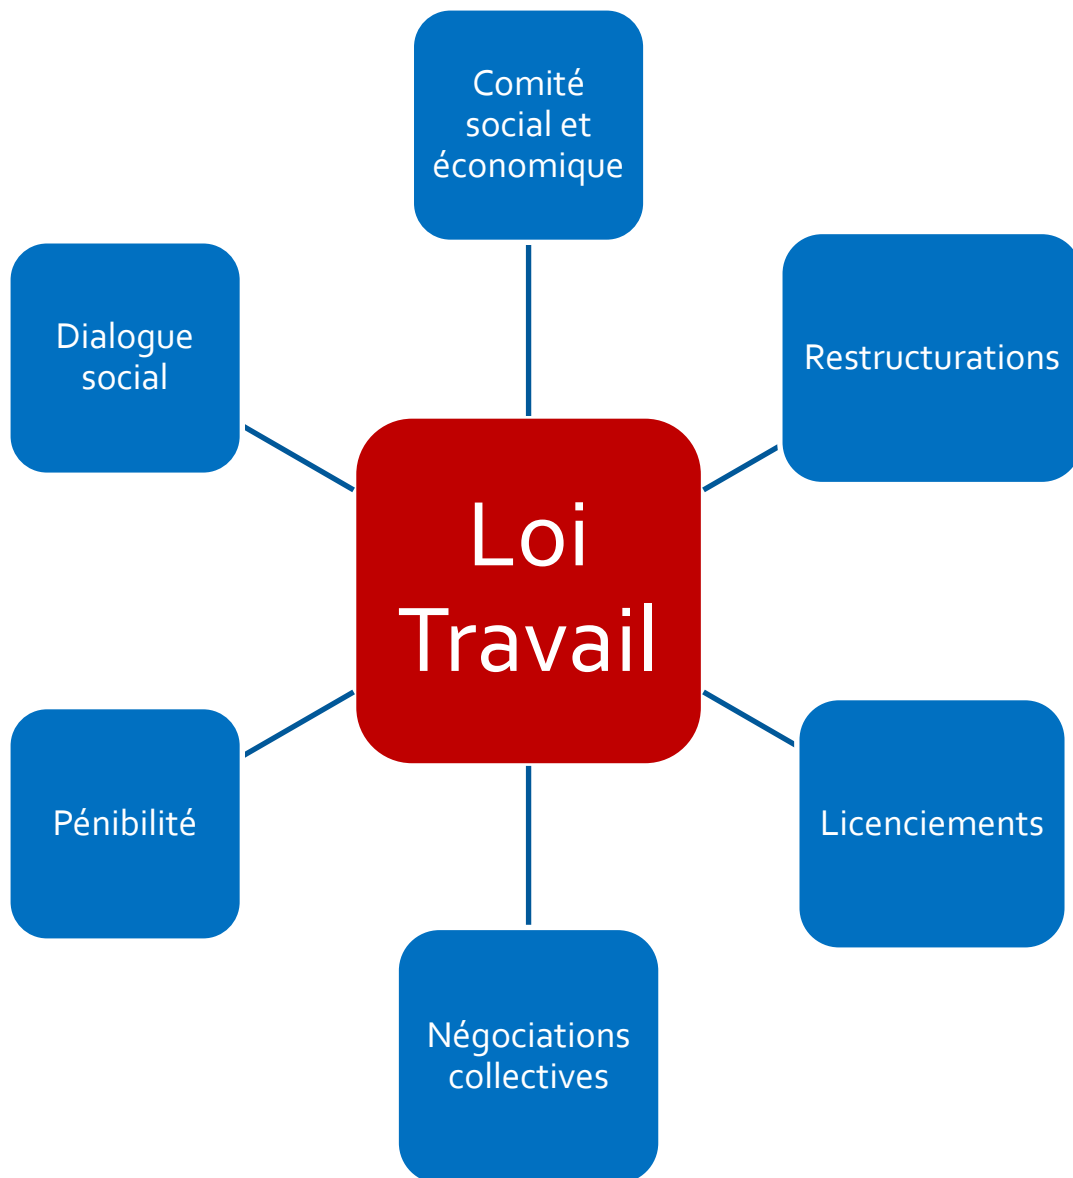 Comité
social et
économique
Dialogue
social
Restructurations
Loi
Travail
Pénibilité
Licenciements
Négociations
collectives